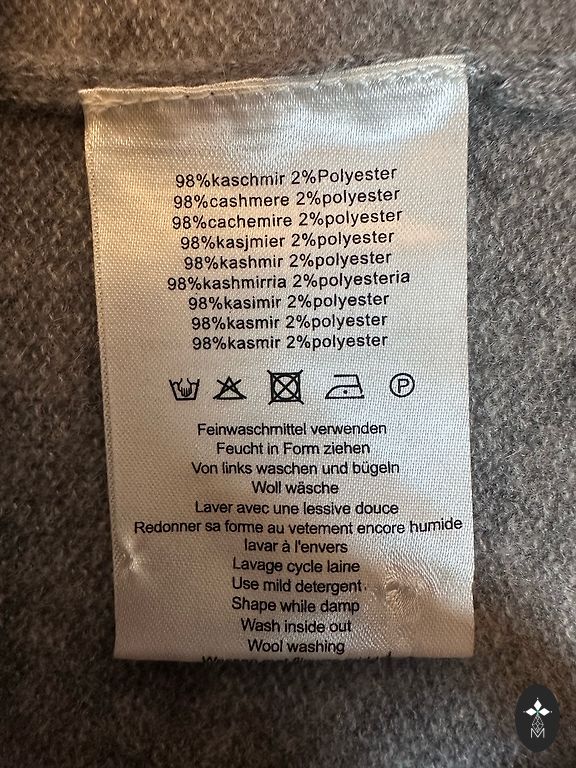 98%kaschmir 2%Polyester
98%cashmere 2%polyester
98%cachemire 2%polyester
98%kasjmier 2%polyester
98%kashmir 2%polyester
98%kashmirria 2%polyesteria
98%kasimir 2%polyester
98%kasmir 2%polyester
98%kasmir 2%polyester
P
Feinwaschmittel verwenden
Feucht in Form ziehen
Von links waschen und bügeln
Woll wäsche
Laver avec une lessive douce
Redonner sa forme au vetement encore humide
lavar à l'envers
Lavage cycle laine
Use mild detergent.
Shape while damp
Wash inside out
Wool washing
M